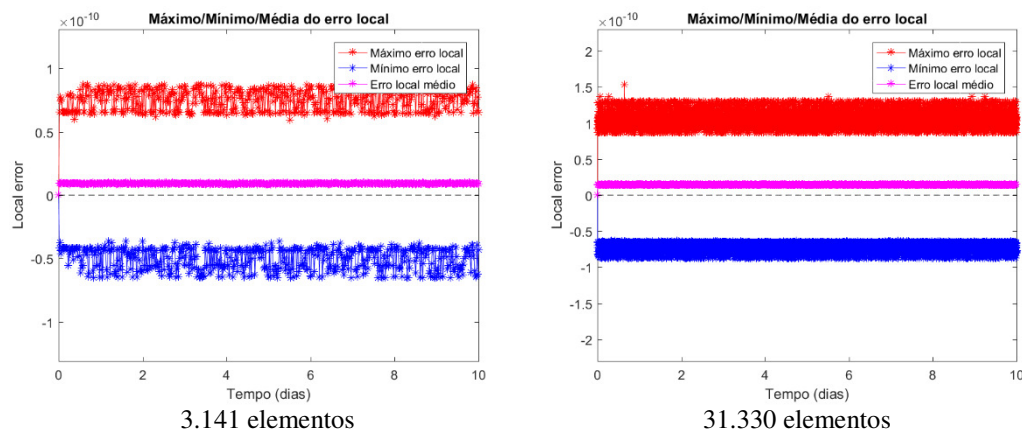 Máximo/Mínimo/Média do erro local
×10⁻¹⁰
1
0.5
0
-0.5
-1
Local error
Máximo erro local
Mínimo erro local
Erro local médio
0 2 4 6 8 10
Tempo (dias)
3.141 elementos
Máximo/Mínimo/Média do erro local
×10⁻¹⁰
2
1.5
1
0.5
0
-0.5
-1
-1.5
-2
Local error
Máximo erro local
Mínimo erro local
Erro local médio
0 2 4 6 8 10
Tempo (dias)
31.330 elementos